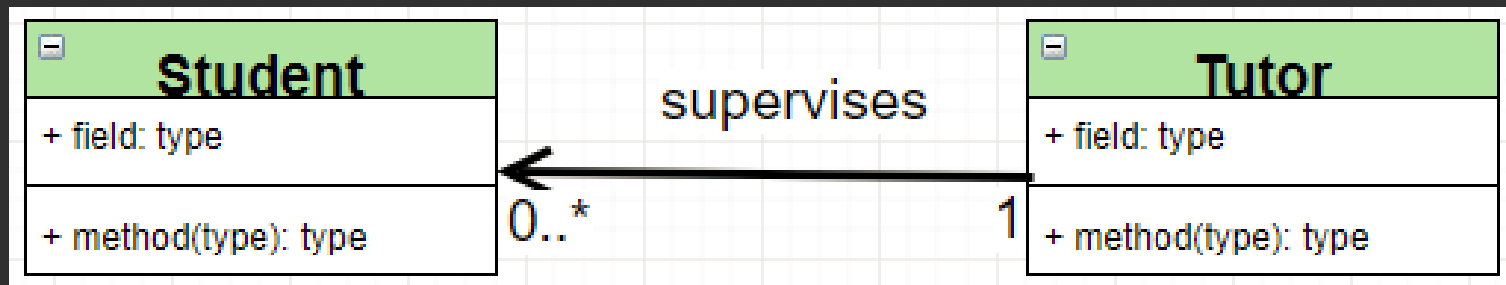 Student
+ field: type
+ method(type): type
supervises
0..*
1
Tutor
+ field: type
+ method(type): type